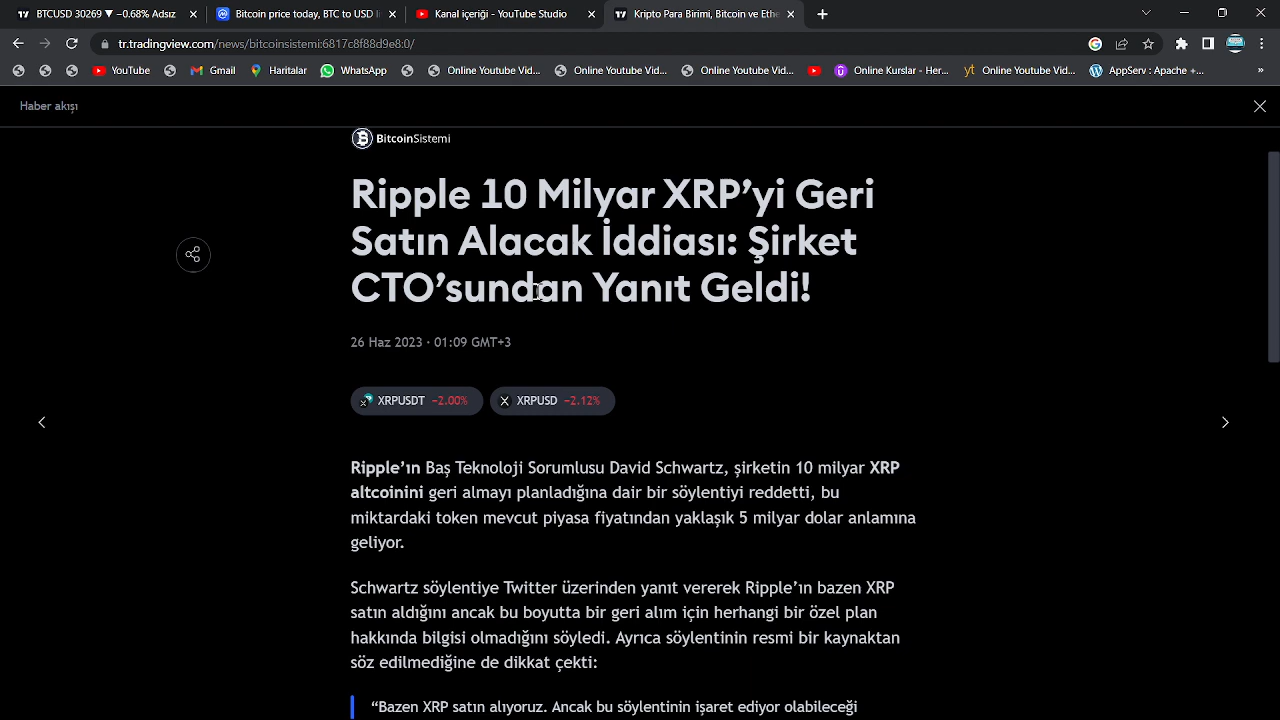 BTCUSD 30269 ▼ −0.68% Adsız
Bitcoin price today, BTC to USD li
Kanal içeriği - YouTube Studio
Kripto Para Birimi, Bitcoin ve Ethe
tr.tradingview.com/news/bitcoinsistemi:6817c8f88d9e8:0/
YouTube
Gmail
Haritalar
WhatsApp
Online Youtube Vid...
Online Youtube Vid...
Online Youtube Vid...
Online Kurslar - Her...
yt Online Youtube Vid...
AppServ : Apache +...
Haber akışı
BitcoinSistemi
Ripple 10 Milyar XRP’yi Geri
Satın Alacak İddiası: Şirket
CTO’sundan Yanıt Geldi!
26 Haz 2023 · 01:09 GMT+3
XRPUSDT −2.00%
XRPUSD −2.12%
Ripple’ın Baş Teknoloji Sorumlusu David Schwartz, şirketin 10 milyar XRP
altcoinini geri almayı planladığına dair bir söylentiyi reddetti, bu
miktardaki token mevcut piyasa fiyatından yaklaşık 5 milyar dolar anlamına
geliyor.
Schwartz söylentiye Twitter üzerinden yanıt vererek Ripple’ın bazen XRP
satın aldığını ancak bu boyutta bir geri alım için herhangi bir özel plan
hakkında bilgisi olmadığını söyledi. Ayrıca söylentinin resmi bir kaynaktan
söz edilmediğine de dikkat çekti:
“Bazen XRP satın alıyoruz. Ancak bu söylentinin işaret ediyor olabileceği